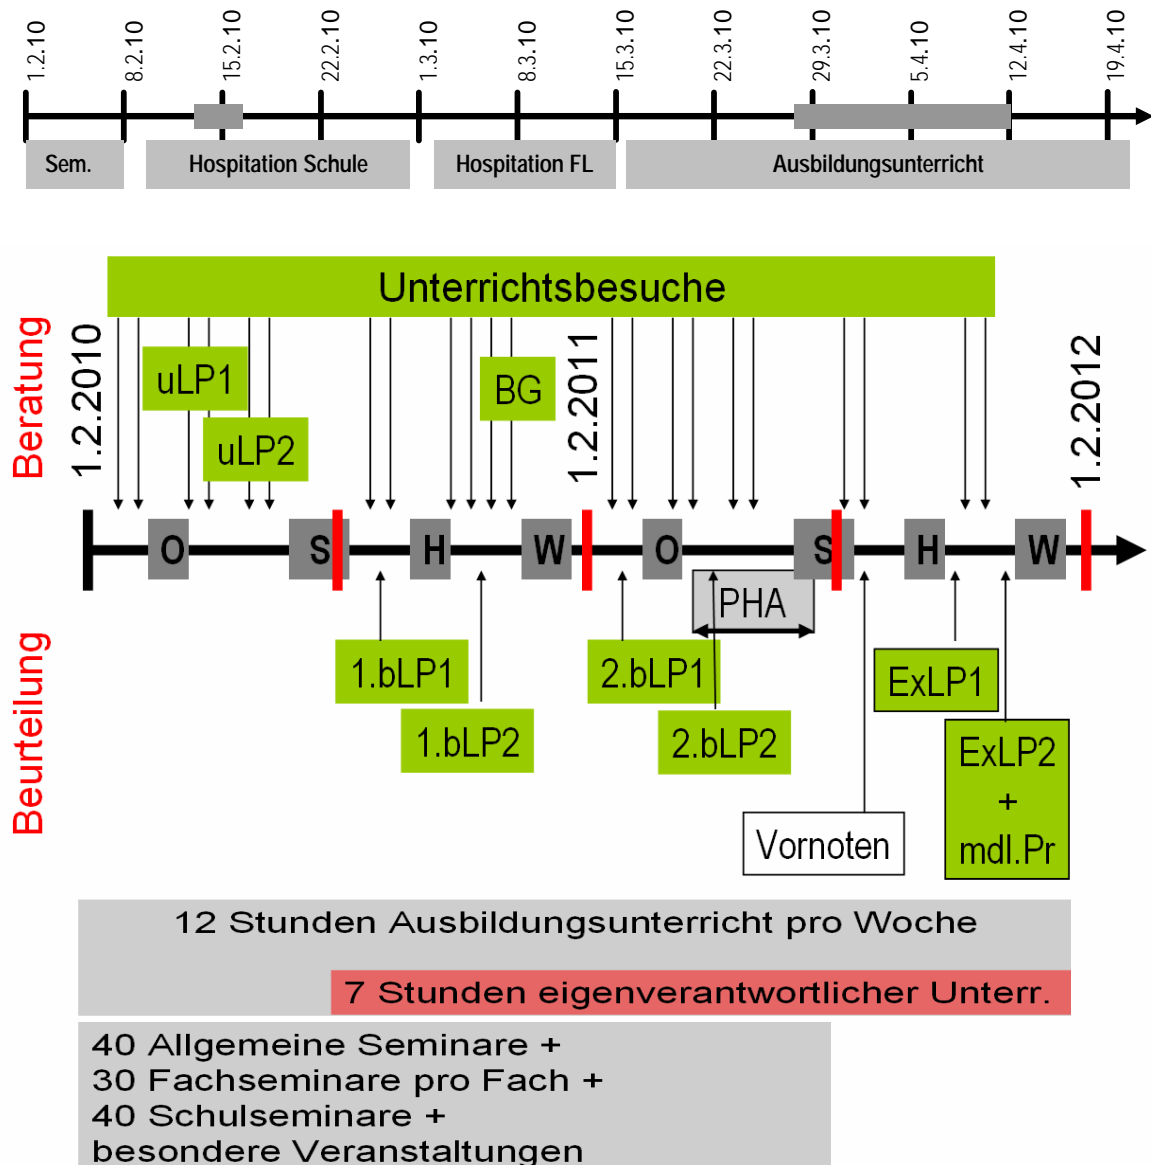 1.2.10
8.2.10
15.2.10
22.2.10
1.3.10
8.3.10
15.3.10
22.3.10
29.3.10
5.4.10
12.4.10
19.4.10
Sem.
Hospitation Schule
Hospitation FL
Ausbildungsunterricht
Unterrichtsbesuche
Beratung
1.2.2010
uLP1
uLP2
BG
1.2.2011
1.2.2012
O
S
H
W
O
S
H
W
PHA
Beurteilung
1.bLP1
1.bLP2
2.bLP1
2.bLP2
Vornoten
ExLP1
ExLP2
+
mdl.Pr
12 Stunden Ausbildungsunterricht pro Woche
7 Stunden eigenverantwortlicher Unterr.
40 Allgemeine Seminare +
30 Fachseminare pro Fach +
40 Schulseminare +
besondere Veranstaltungen